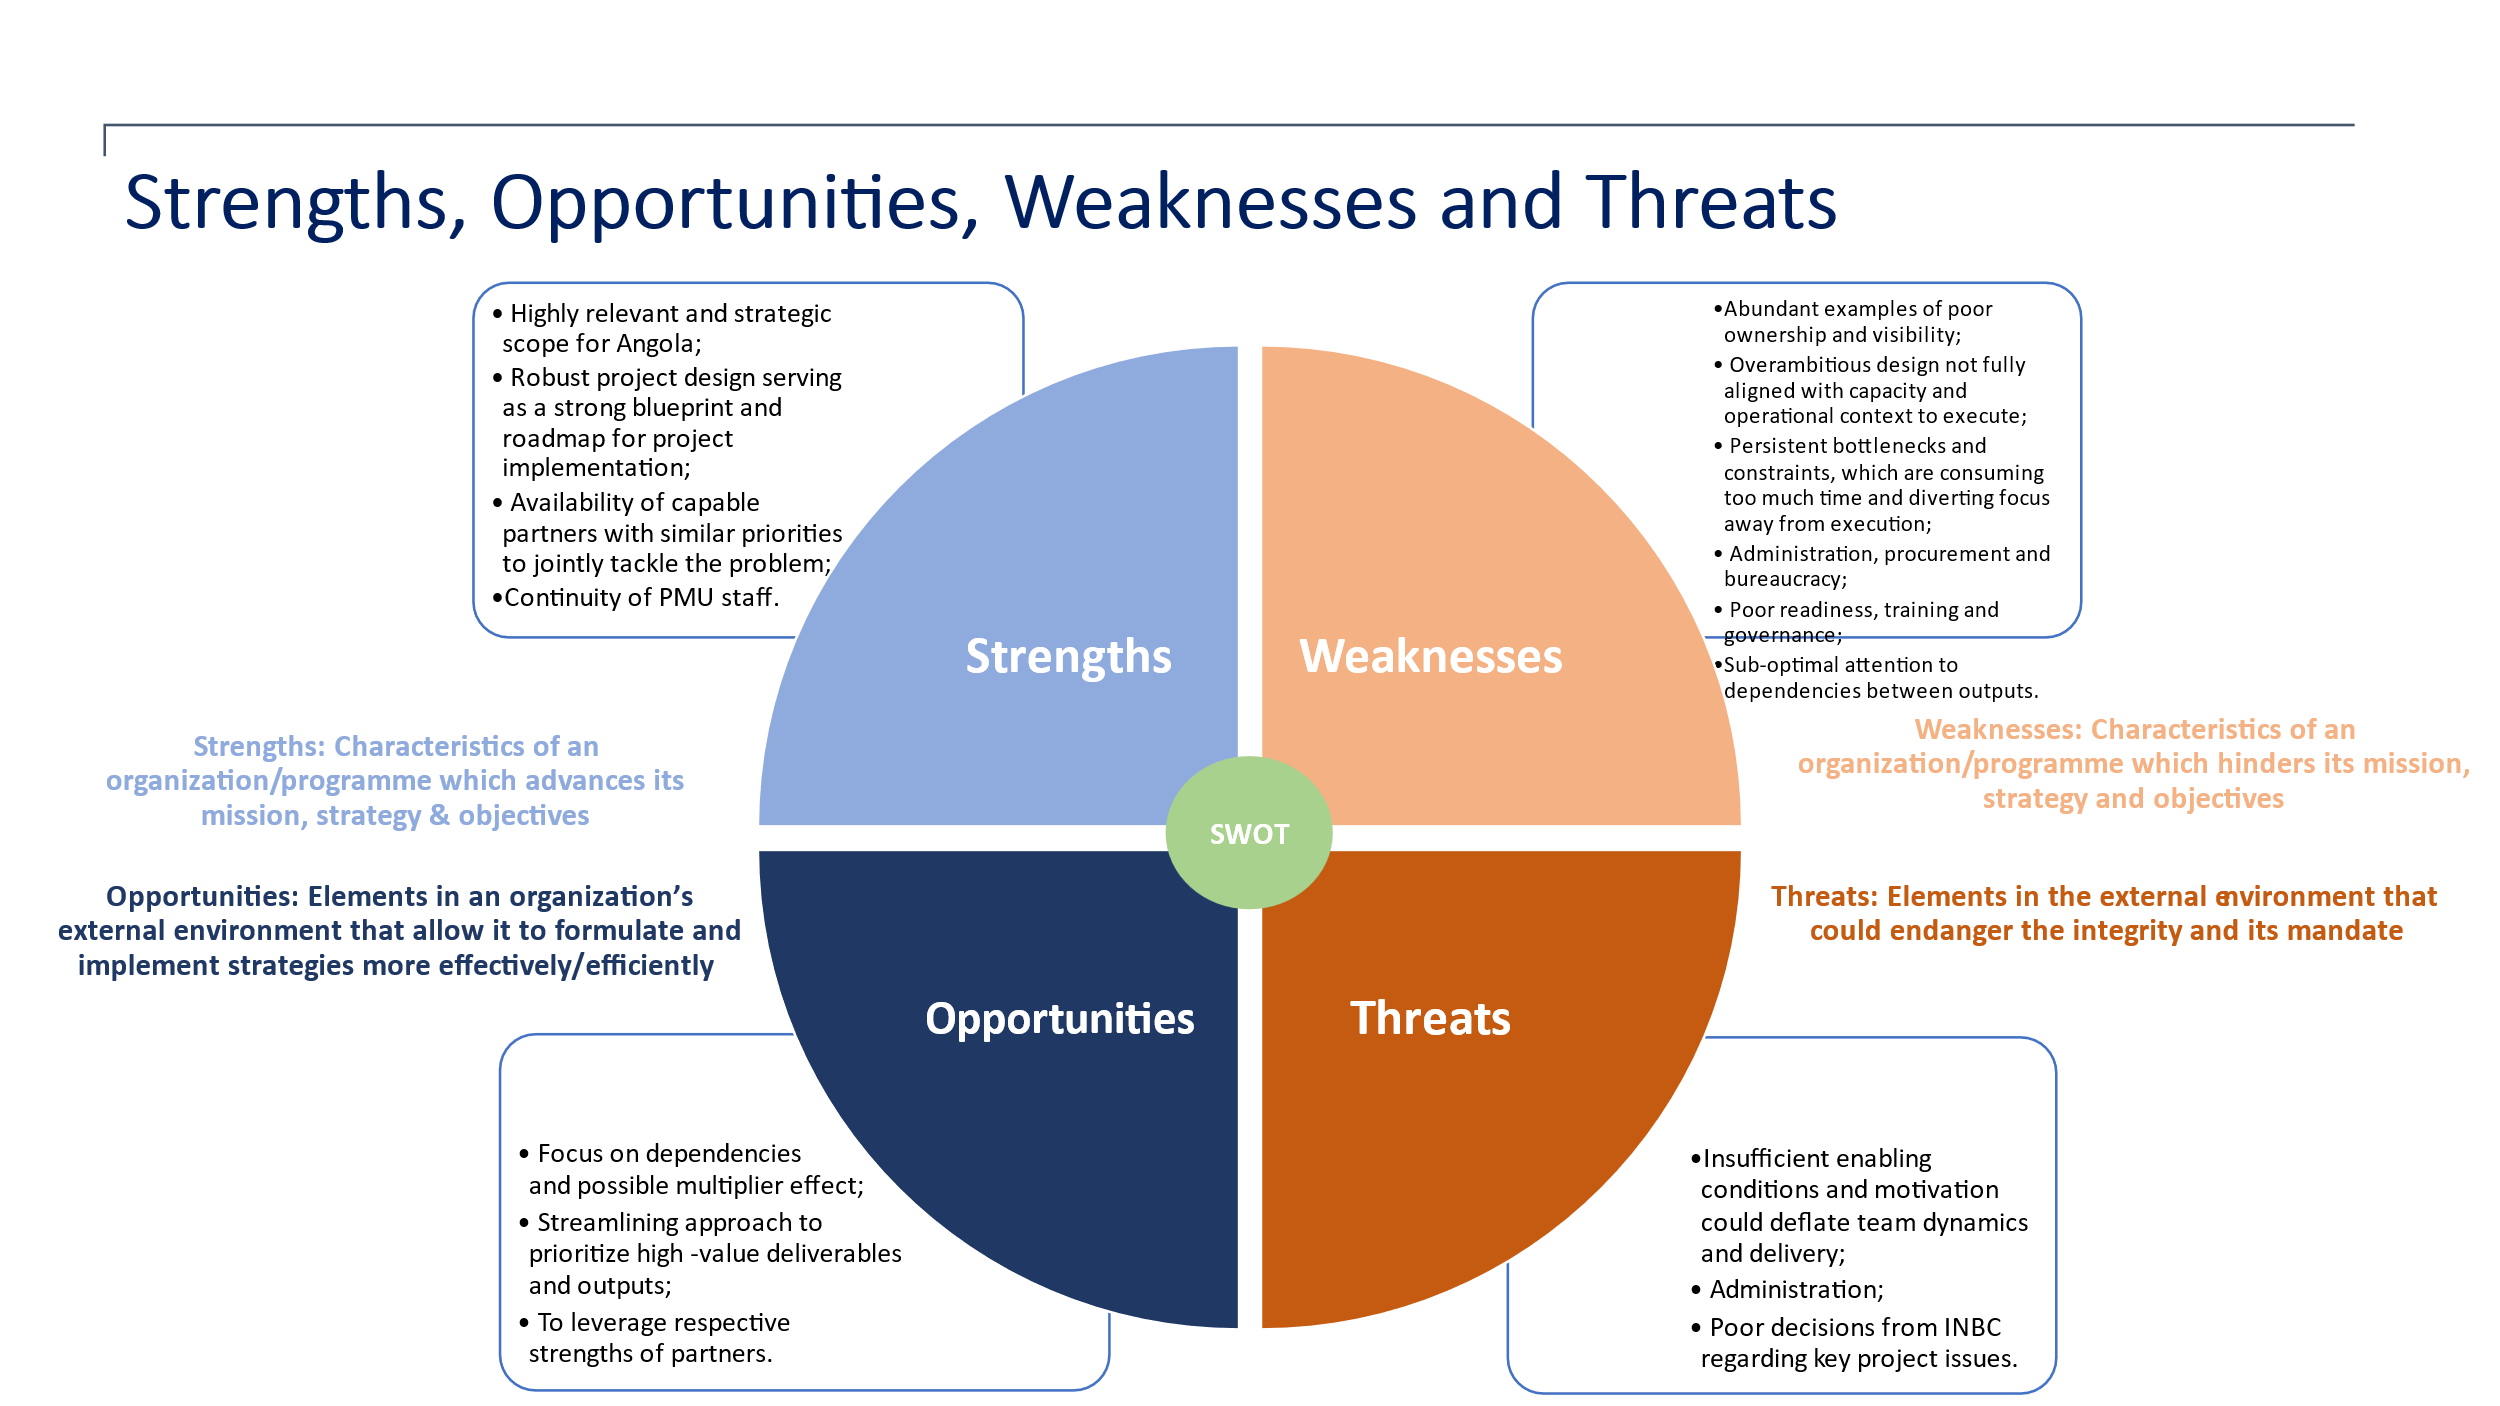 Strengths, Opportunities, Weaknesses and Threats
• Highly relevant and strategic
scope for Angola;
• Robust project design serving
as a strong blueprint and
roadmap for project
implementation;
• Availability of capable
partners with similar priorities
to jointly tackle the problem;
•Continuity of PMU staff.
•Abundant examples of poor
ownership and visibility;
• Overambitious design not fully
aligned with capacity and
operational context to execute;
• Persistent bottlenecks and
constraints, which are consuming
too much time and diverting focus
away from execution;
• Administration, procurement and
bureaucracy;
• Poor readiness, training and
governance;
•Sub-optimal attention to
dependencies between outputs.
Strengths
Weaknesses
Strengths: Characteristics of an
organization/programme which advances its
mission, strategy & objectives
Weaknesses: Characteristics of an
organization/programme which hinders its mission,
strategy and objectives
SWOT
Opportunities: Elements in an organization’s
external environment that allow it to formulate and
implement strategies more effectively/efficiently
Threats: Elements in the external environment that
could endanger the integrity and its mandate
Opportunities
Threats
• Focus on dependencies
and possible multiplier effect;
• Streamlining approach to
prioritize high -value deliverables
and outputs;
• To leverage respective
strengths of partners.
•Insufficient enabling
conditions and motivation
could deflate team dynamics
and delivery;
• Administration;
• Poor decisions from INBC
regarding key project issues.